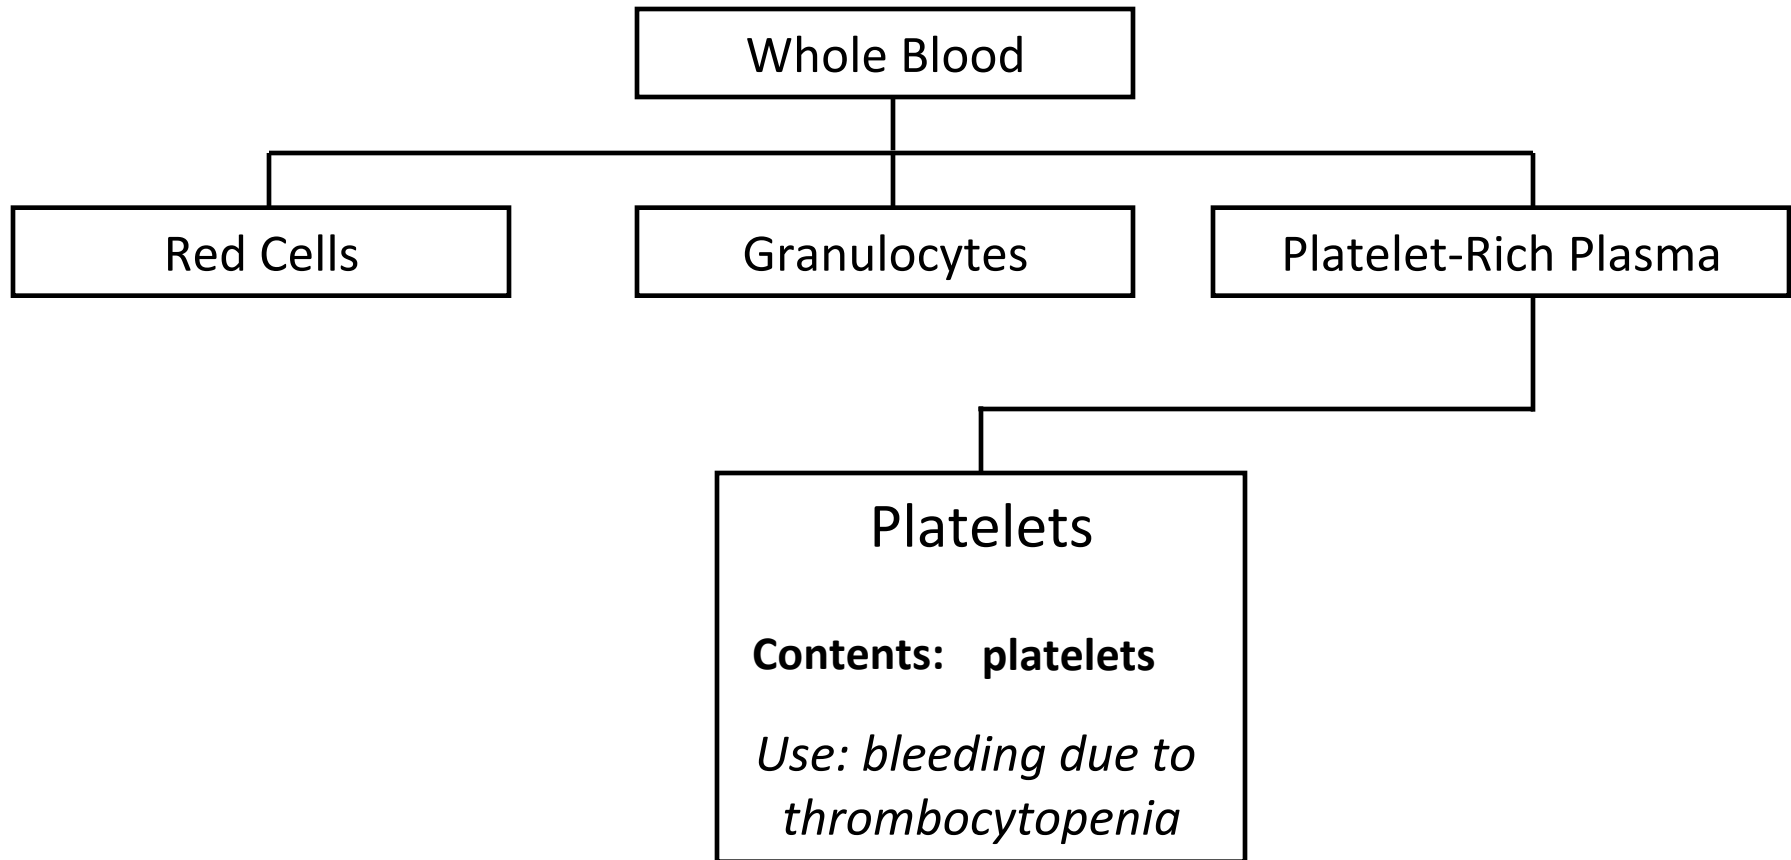 Whole Blood
Red Cells
Granulocytes
Platelet-Rich Plasma
Platelets
Contents: platelets
Use: bleeding due to
thrombocytopenia